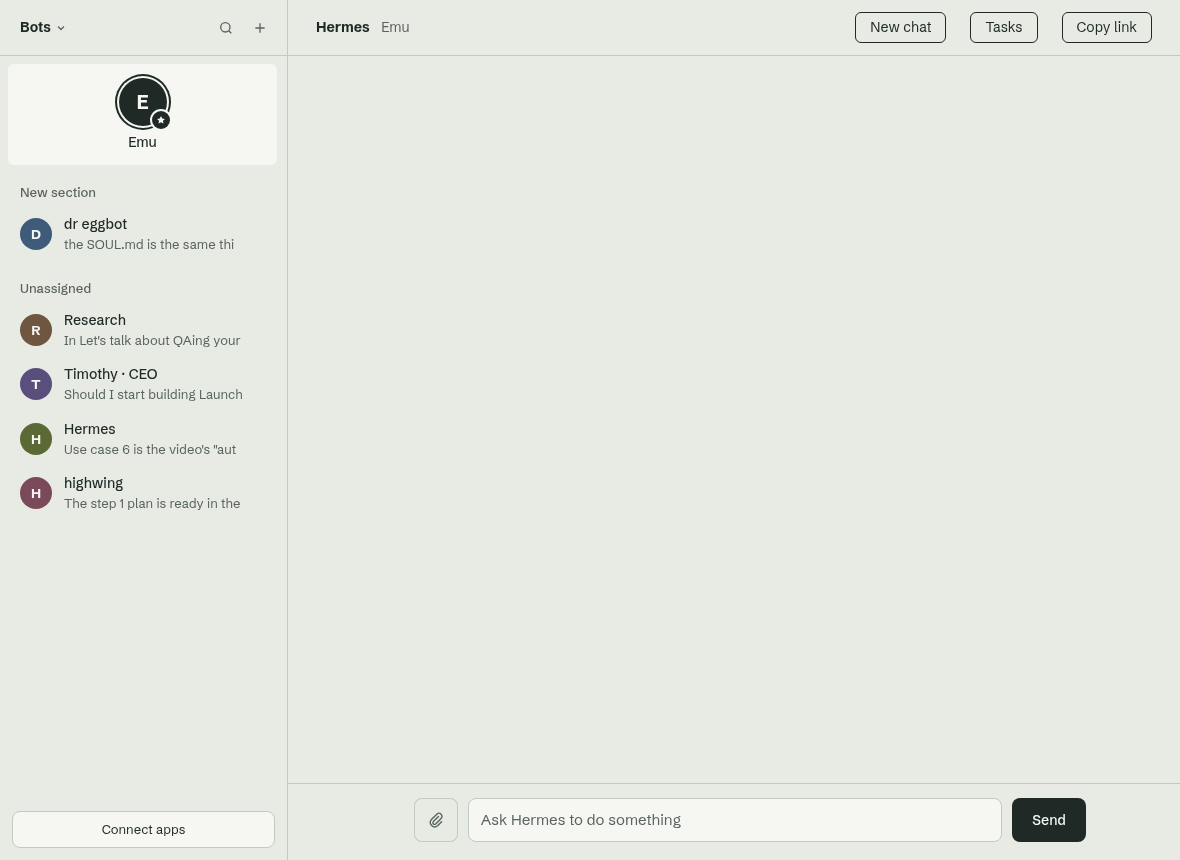 Bots
Hermes Emu
New chat
Tasks
Copy link
E
Emu
New section
D
dr eggbot
the SOUL.md is the same thi
Unassigned
R
Research
In Let's talk about QAing your
T
Timothy · CEO
Should I start building Launch
H
Hermes
Use case 6 is the video's "aut
H
highwing
The step 1 plan is ready in the
Connect apps
Ask Hermes to do something
Send